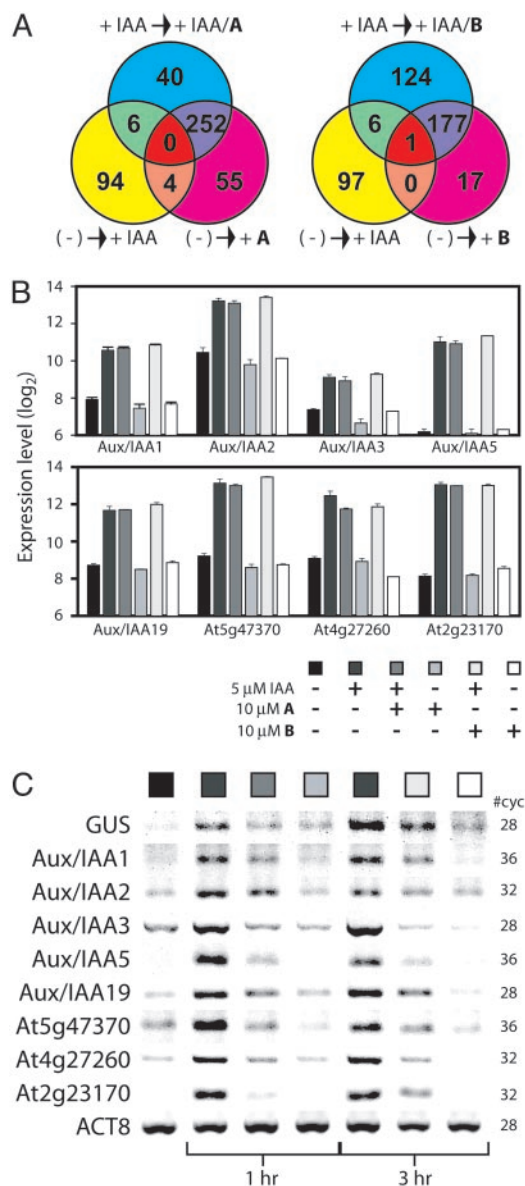 A
+ IAA → + IAA/A
40
6
0
252
94
4
55
(-) → + IAA
(-) → + A
+ IAA → + IAA/B
124
6
1
177
97
0
17
(-) → + IAA
(-) → + B
B
Expression level (log2)
14
12
10
8
6
Aux/IAA1
Aux/IAA2
Aux/IAA3
Aux/IAA5
14
12
10
8
6
Aux/IAA19
At5g47370
At4g27260
At2g23170
5 μM IAA - + + - + -
10 μM A - - + + - -
10 μM B - - - - + +
C
#cyc
GUS 28
Aux/IAA1 36
Aux/IAA2 32
Aux/IAA3 28
Aux/IAA5 36
Aux/IAA19 28
At5g47370 36
At4g27260 32
At2g23170 32
ACT8 28
1 hr
3 hr